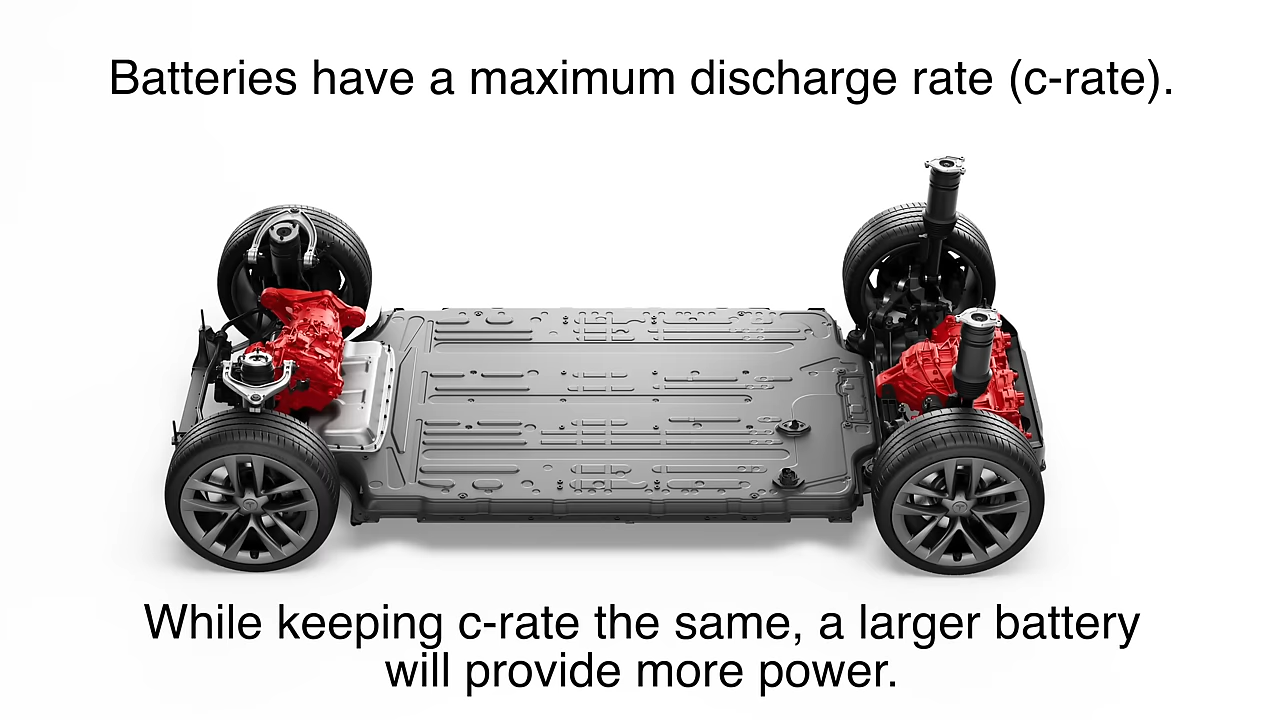 Batteries have a maximum discharge rate (c-rate).
While keeping c-rate the same, a larger battery
will provide more power.